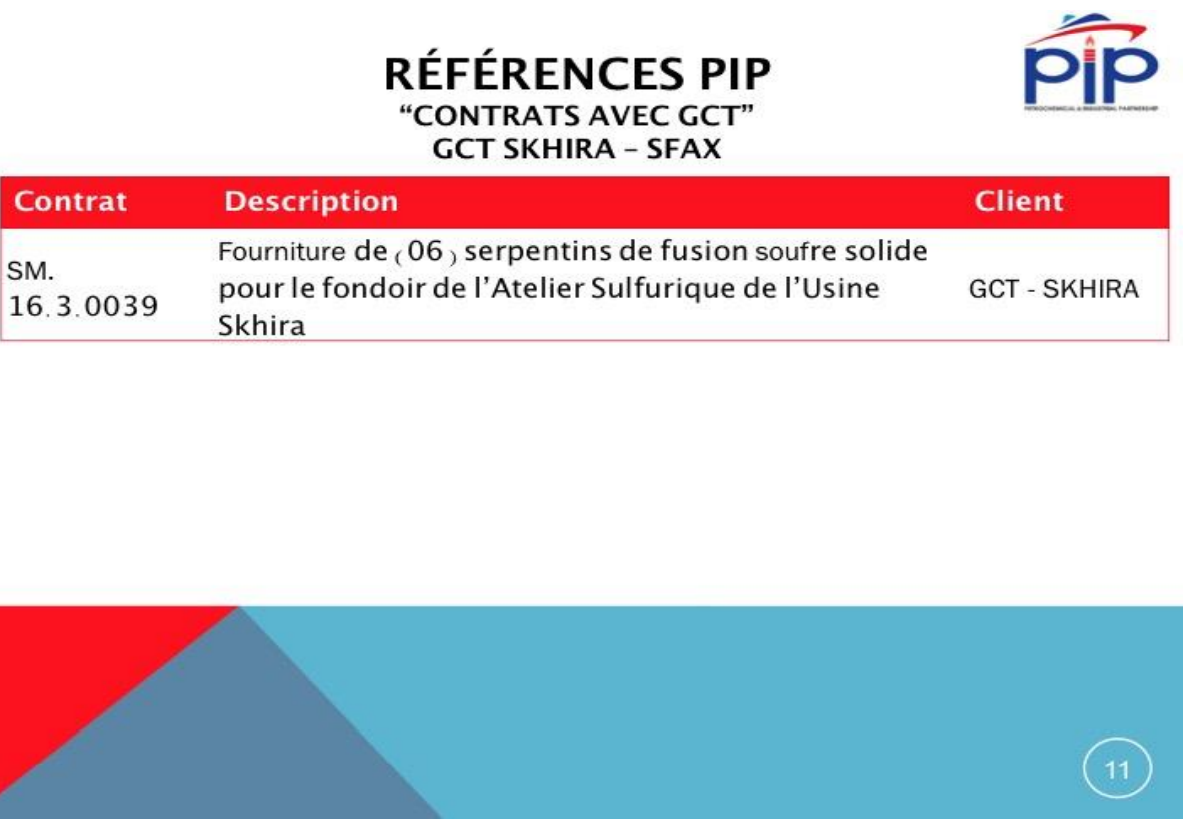 pip
PETROCHEMICAL & INDUSTRIAL PARTNERSHIP
RÉFÉRENCES PIP
“CONTRATS AVEC GCT”
GCT SKHIRA – SFAX
Contrat Description Client
SM.
16.3.0039
Fourniture de (06) serpentins de fusion soufre solide
pour le fondoir de l’Atelier Sulfurique de l’Usine
Skhira
GCT - SKHIRA
11